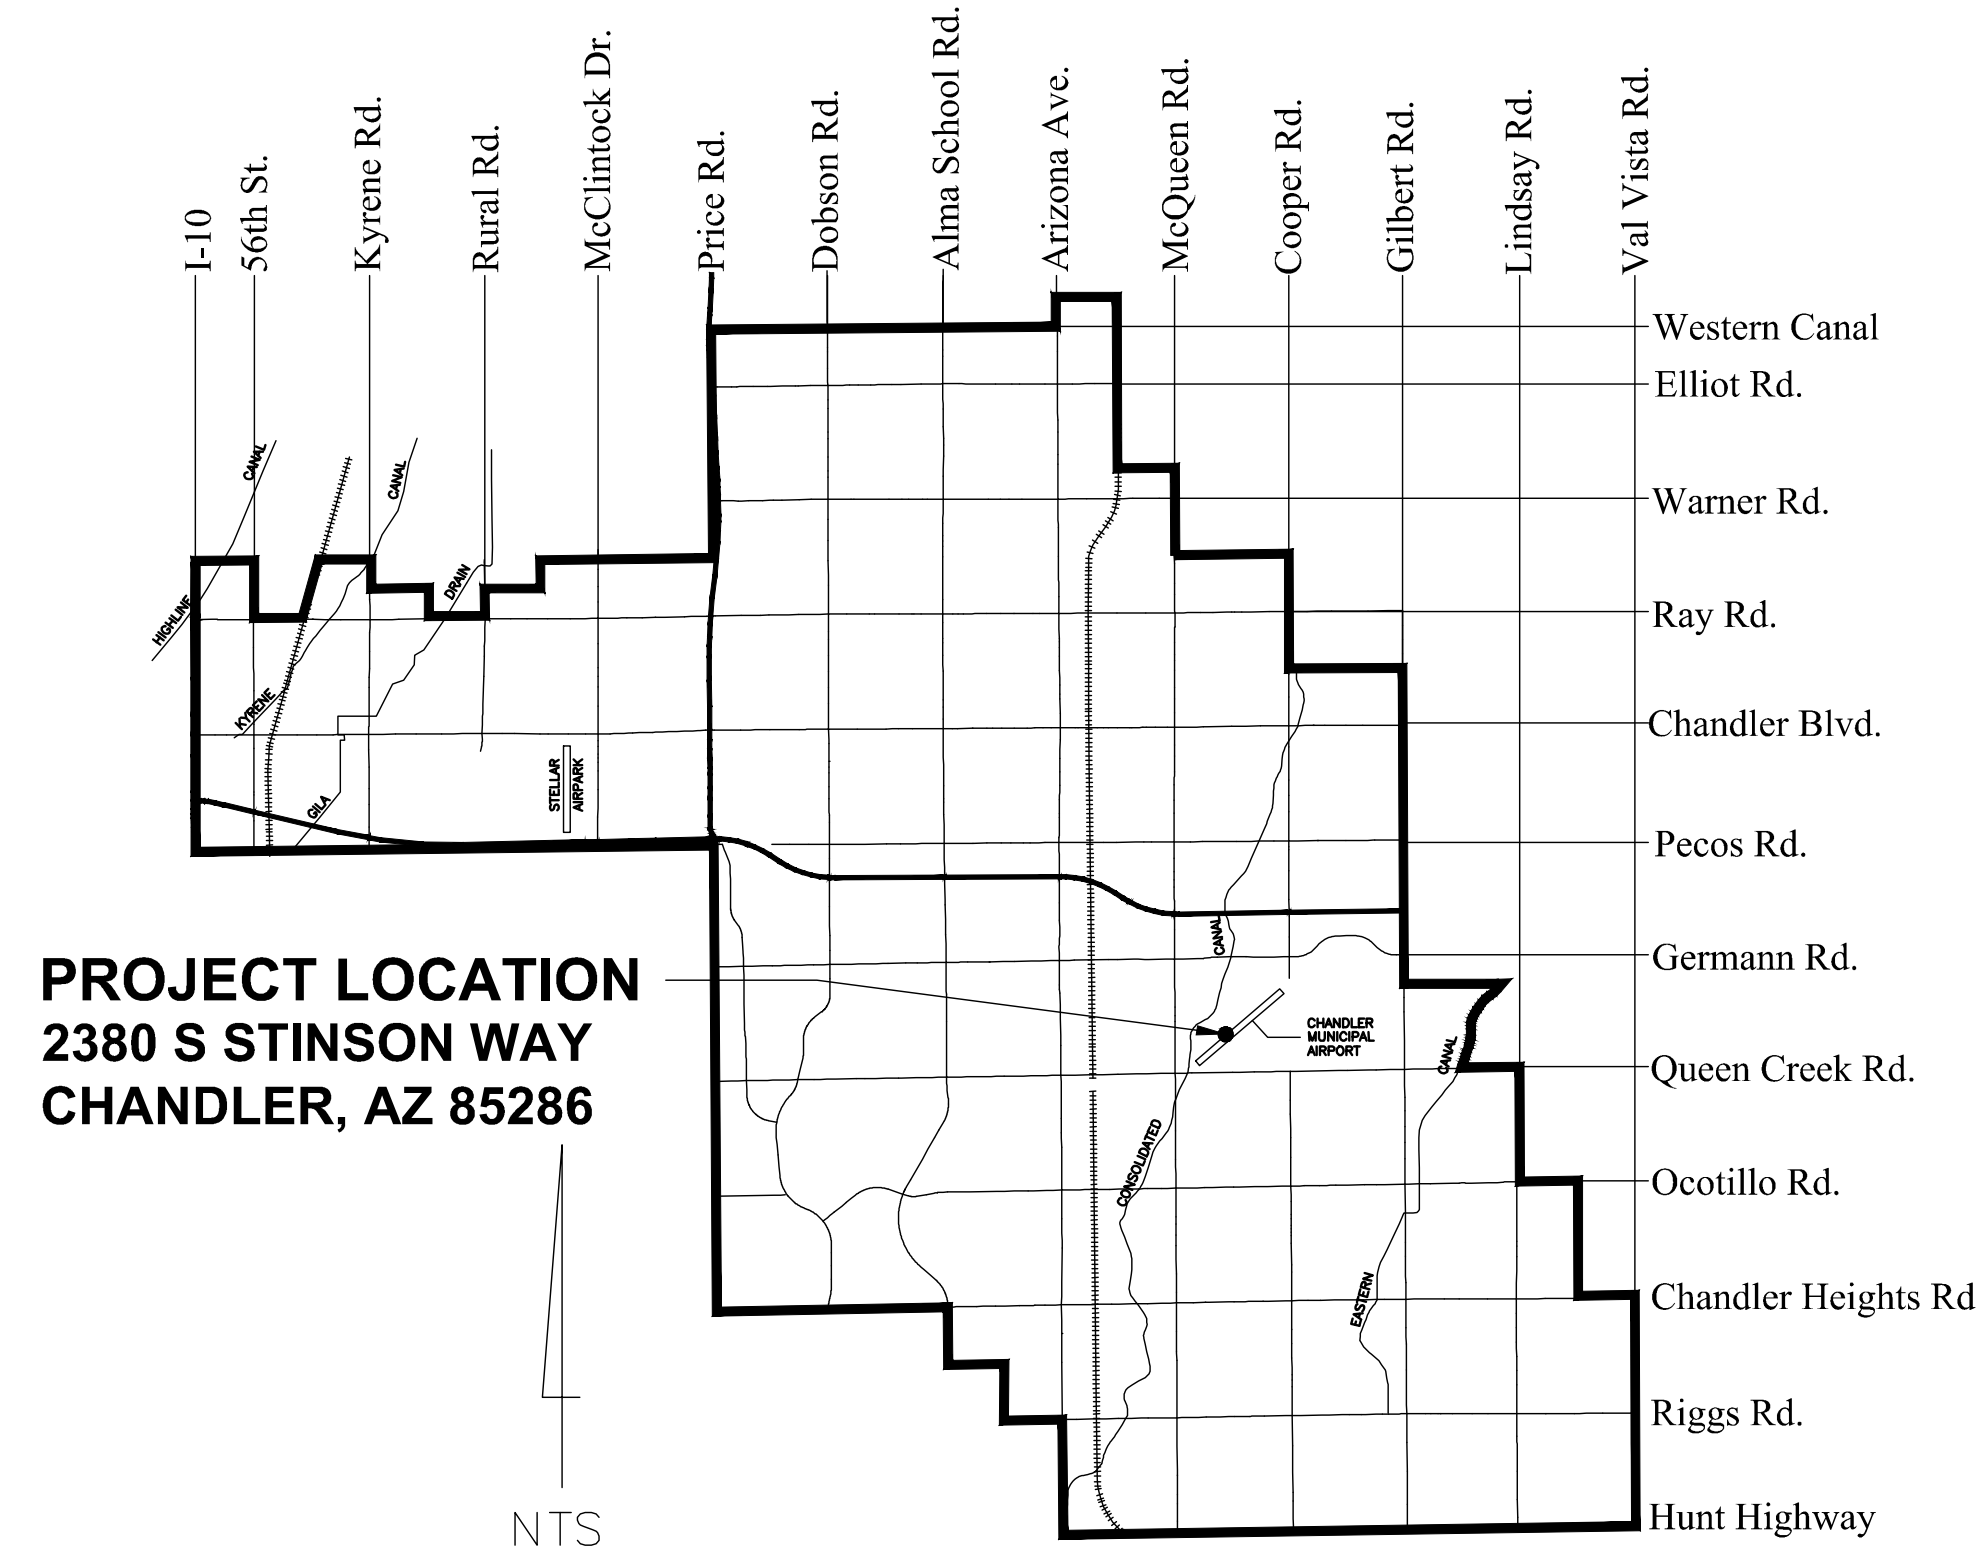 I-10
56th St.
Kyrene Rd.
Rural Rd.
McClintock Dr.
Price Rd.
Dobson Rd.
Alma School Rd.
Arizona Ave.
McQueen Rd.
Cooper Rd.
Gilbert Rd.
Lindsay Rd.
Val Vista Rd.
Western Canal
Elliot Rd.
Warner Rd.
Ray Rd.
Chandler Blvd.
Pecos Rd.
Germann Rd.
Queen Creek Rd.
Ocotillo Rd.
Chandler Heights Rd
Riggs Rd.
Hunt Highway
HIGHLINE
CANAL
KYRENE
CANAL
GILA
DRAIN
STELLAR
AIRPARK
CANAL
CONSOLIDATED
CHANDLER
MUNICIPAL
AIRPORT
CANAL
EASTERN
PROJECT LOCATION
2380 S STINSON WAY
CHANDLER, AZ 85286
NTS